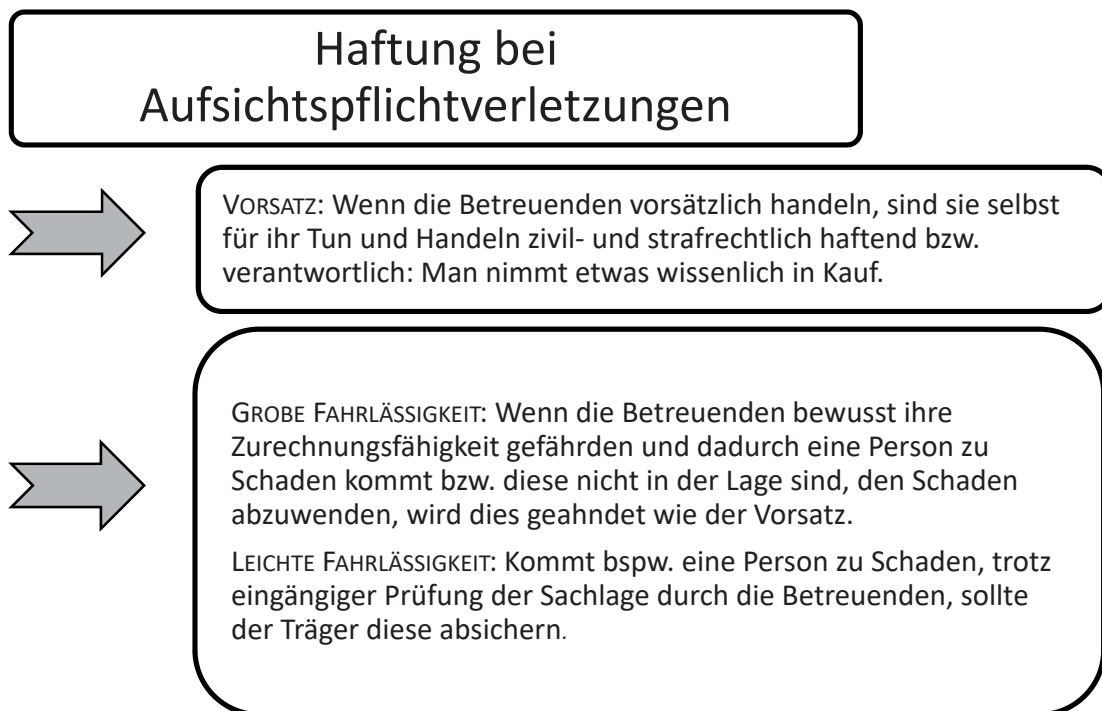 Haftung bei
Aufsichtspflichtverletzungen
VORSATZ: Wenn die Betreuenden vorsätzlich handeln, sind sie selbst
für ihr Tun und Handeln zivil- und strafrechtlich haftend bzw.
verantwortlich: Man nimmt etwas wissenlich in Kauf.
GROBE FAHRLÄSSIGKEIT: Wenn die Betreuenden bewusst ihre
Zurechnungsfähigkeit gefährden und dadurch eine Person zu
Schaden kommt bzw. diese nicht in der Lage sind, den Schaden
abzuwenden, wird dies geahndet wie der Vorsatz.
LEICHTE FAHRLÄSSIGKEIT: Kommt bspw. eine Person zu Schaden, trotz
eingängiger Prüfung der Sachlage durch die Betreuenden, sollte
der Träger diese absichern.